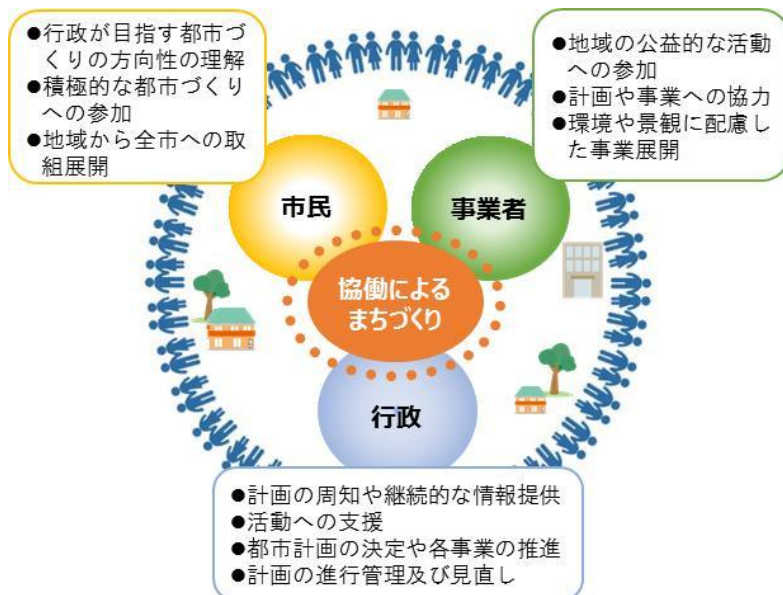 ●行政が目指す都市づ
くりの方向性の理解
●積極的な都市づくり
への参加
●地域から全市への取
組展開
●地域の公益的な活動
への参加
●計画や事業への協力
●環境や景観に配慮し
た事業展開
市民
事業者
協働による
まちづくり
行政
●計画の周知や継続的な情報提供
●活動への支援
●都市計画の決定や各事業の推進
●計画の進行管理及び見直し